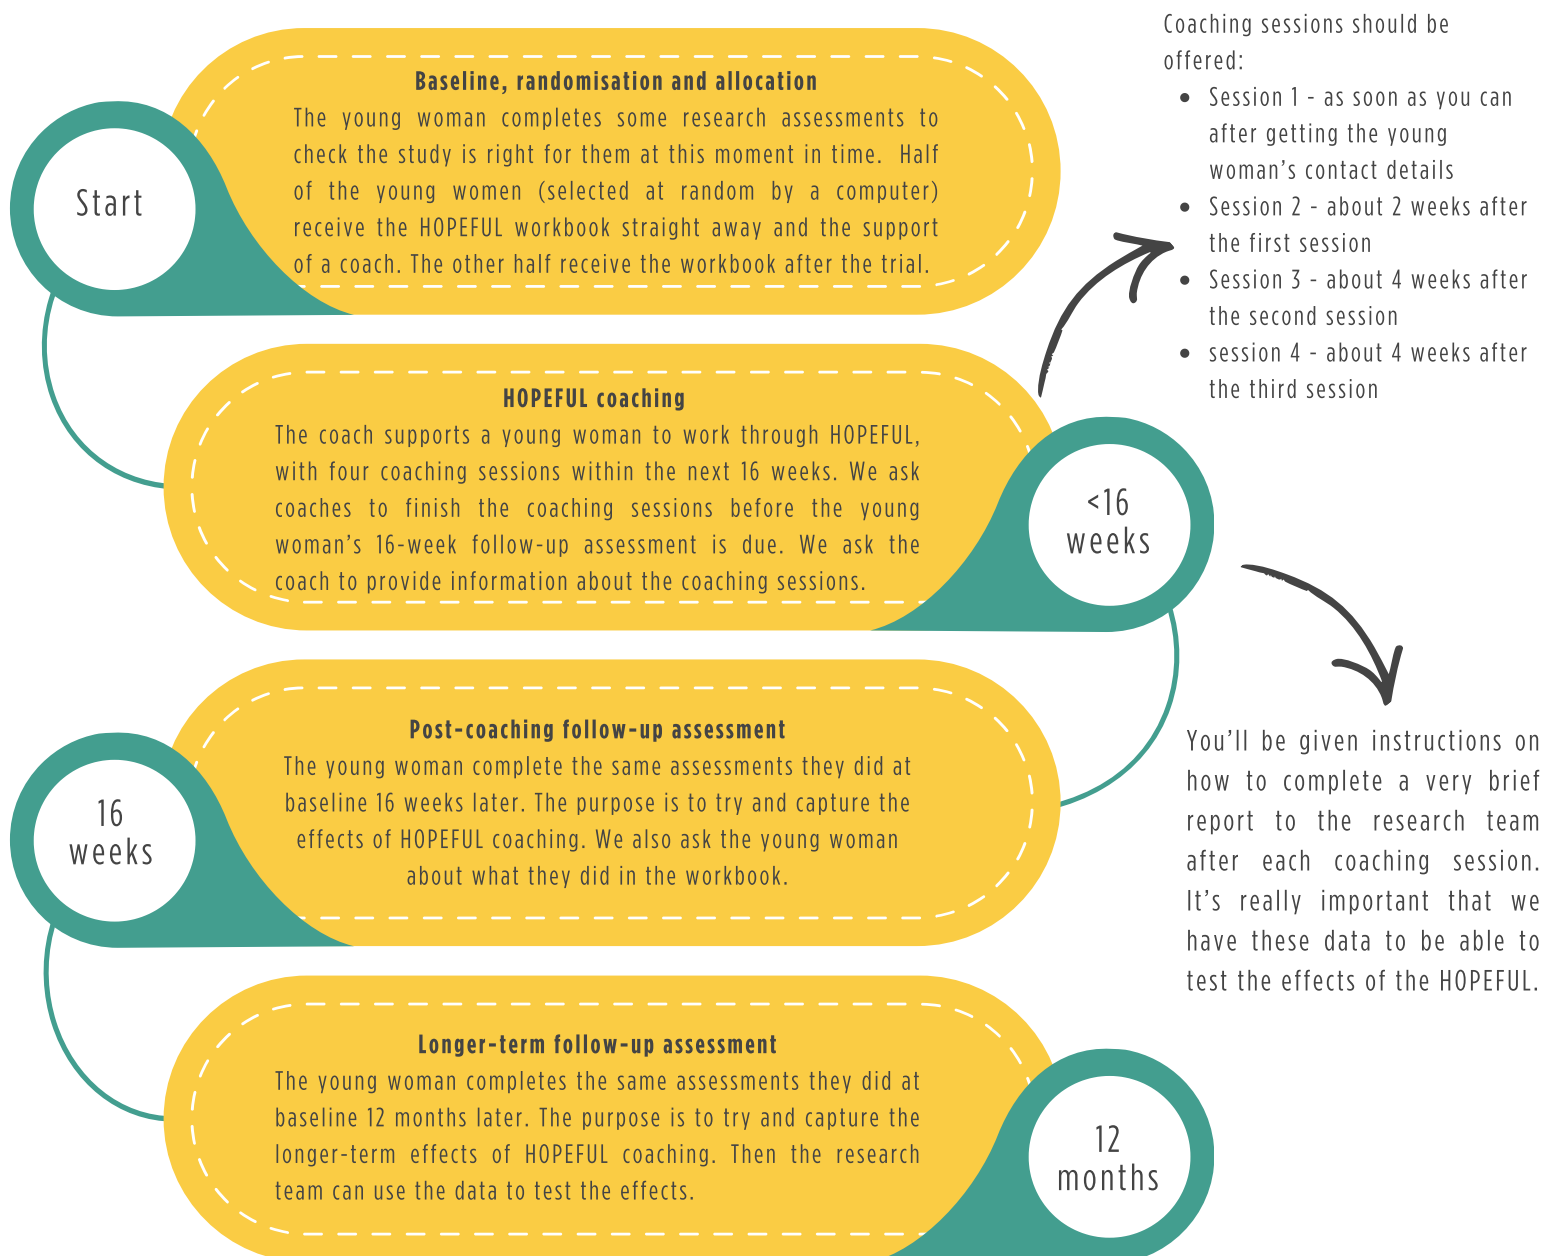 Start
Baseline, randomisation and allocation
The young woman completes some research assessments to
check the study is right for them at this moment in time. Half
of the young women (selected at random by a computer)
receive the HOPEFUL workbook straight away and the support
of a coach. The other half receive the workbook after the trial.
Coaching sessions should be
offered:
• Session 1 - as soon as you can
after getting the young
woman's contact details
• Session 2 - about 2 weeks after
the first session
• Session 3 - about 4 weeks after
the second session
• session 4 - about 4 weeks after
the third session
HOPEFUL coaching
The coach supports a young woman to work through HOPEFUL,
with four coaching sessions within the next 16 weeks. We ask
coaches to finish the coaching sessions before the young
woman's 16-week follow-up assessment is due. We ask the
coach to provide information about the coaching sessions.
<16
weeks
You'll be given instructions on
how to complete a very brief
report to the research team
after each coaching session.
It's really important that we
have these data to be able to
test the effects of the HOPEFUL.
16
weeks
Post-coaching follow-up assessment
The young woman complete the same assessments they did at
baseline 16 weeks later. The purpose is to try and capture the
effects of HOPEFUL coaching. We also ask the young woman
about what they did in the workbook.
Longer-term follow-up assessment
The young woman completes the same assessments they did at
baseline 12 months later. The purpose is to try and capture the
longer-term effects of HOPEFUL coaching. Then the research
team can use the data to test the effects.
12
months